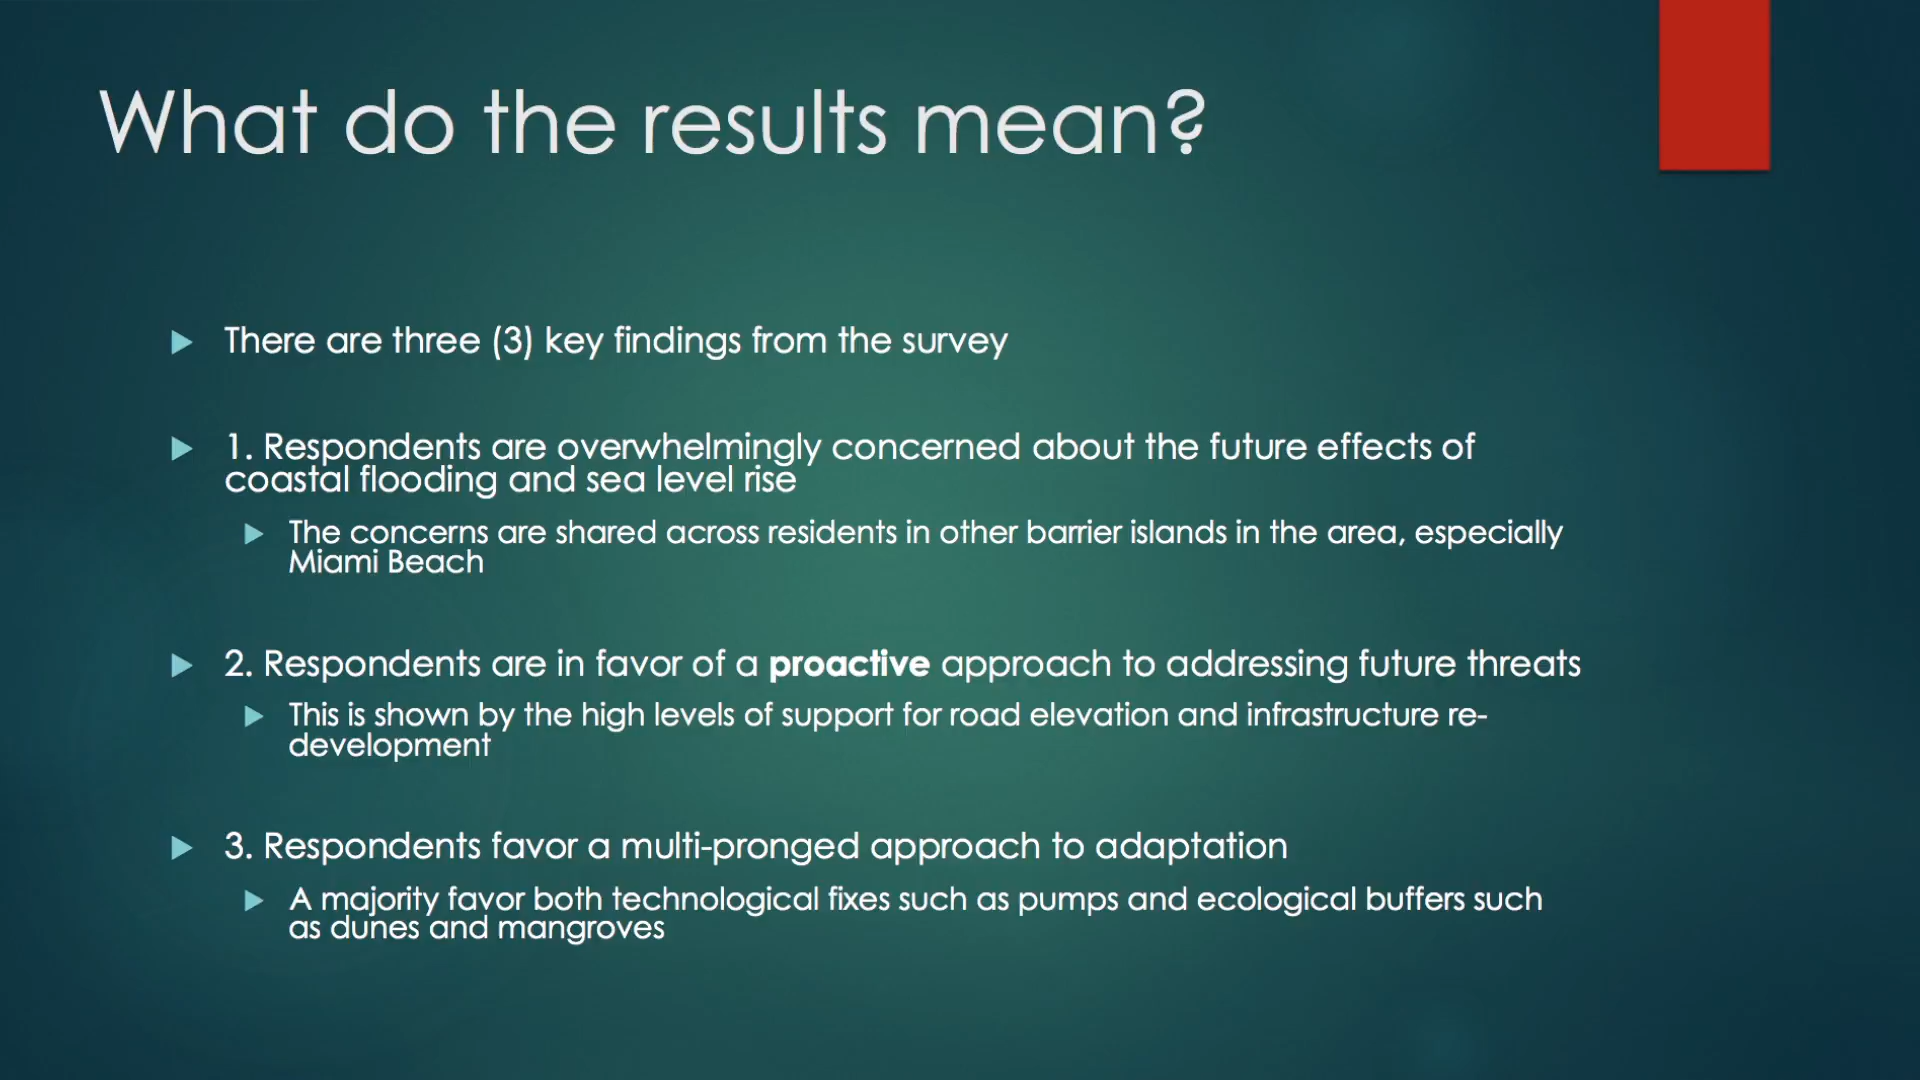 What do the results mean?
There are three (3) key findings from the survey
1. Respondents are overwhelmingly concerned about the future effects of
coastal flooding and sea level rise
The concerns are shared across residents in other barrier islands in the area, especially
Miami Beach
2. Respondents are in favor of a proactive approach to addressing future threats
This is shown by the high levels of support for road elevation and infrastructure re-
development
3. Respondents favor a multi-pronged approach to adaptation
A majority favor both technological fixes such as pumps and ecological buffers such
as dunes and mangroves